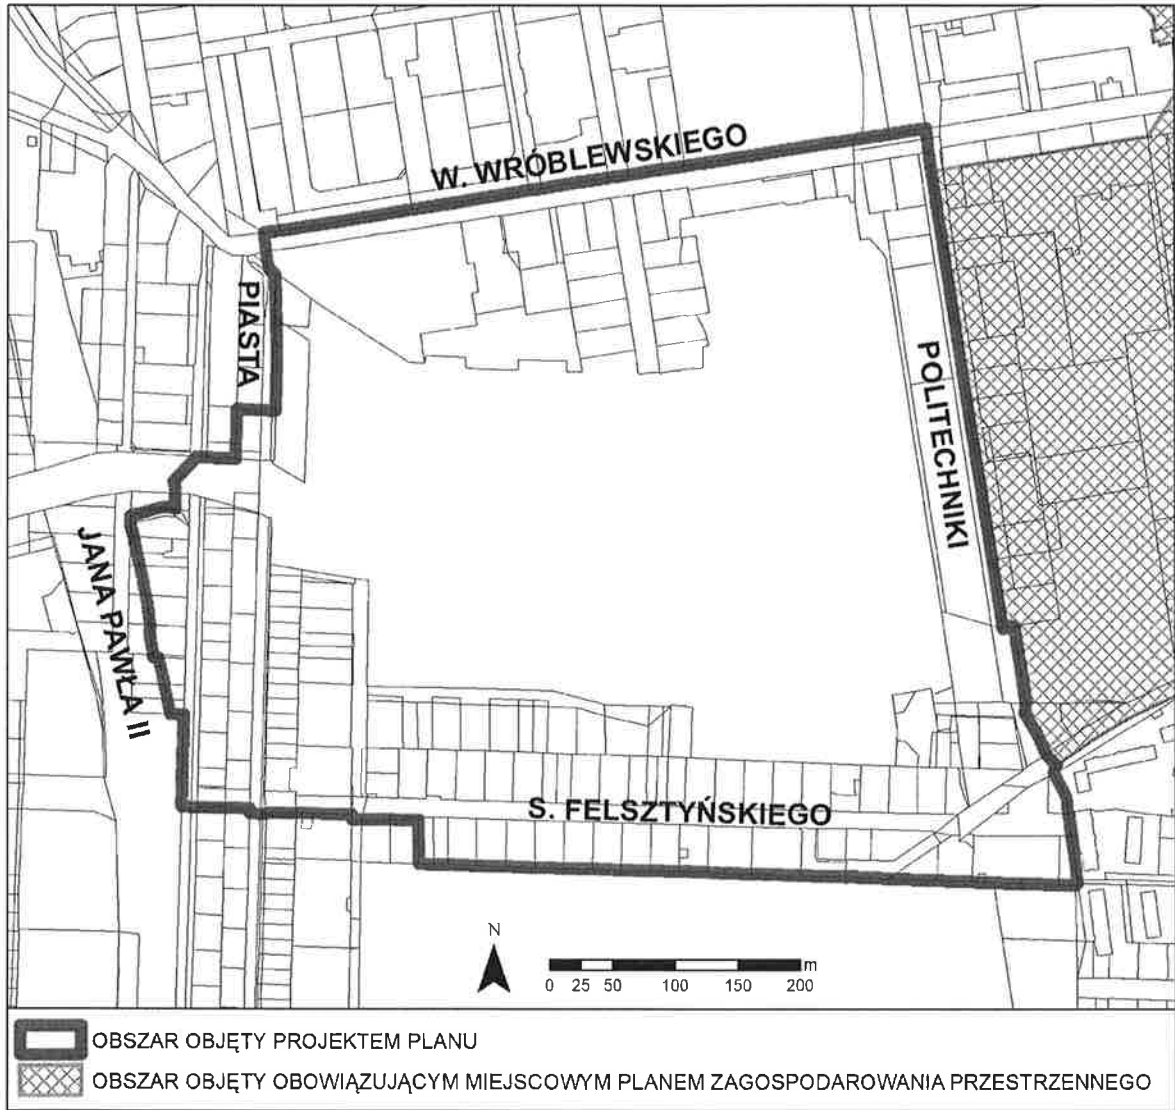 W. WRÓBLEWSKIEGO
PIASTA
POLITECHNIKI
JANA PAWŁA II
S. FELSZTYŃSKIEGO
N
m
0 25 50 100 150 200
OBSZAR OBJĘTY PROJEKTEM PLANU
OBSZAR OBJĘTY OBOWIĄZUJĄCYM MIEJSCOWYM PLANEM ZAGOSPODAROWANIA PRZESTRZENNEGO